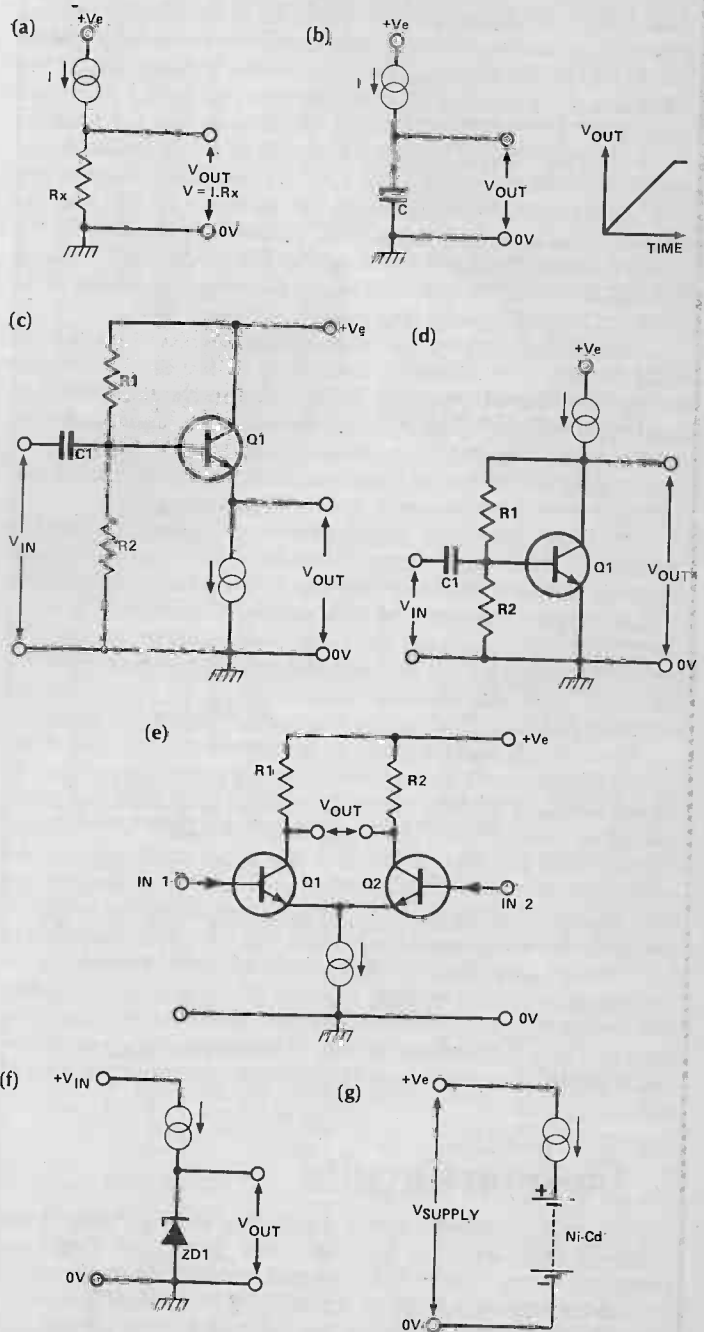 (a)
+Ve
I
Rx
VOUT
V = I.Rx
0V
(b)
+Ve
I
C
VOUT
0V
VOUT
TIME
(c)
+Ve
R1
C1
Q1
R2
VIN
VOUT
0V
(d)
+Ve
R1
C1
Q1
VIN
R2
VOUT
0V
(e)
+Ve
R1
R2
VOUT
IN 1
Q1
Q2
IN 2
0V
(f)
+VIN
VOUT
ZD1
0V
(g)
+Ve
VSUPPLY
+
Ni-Cd
−
0V